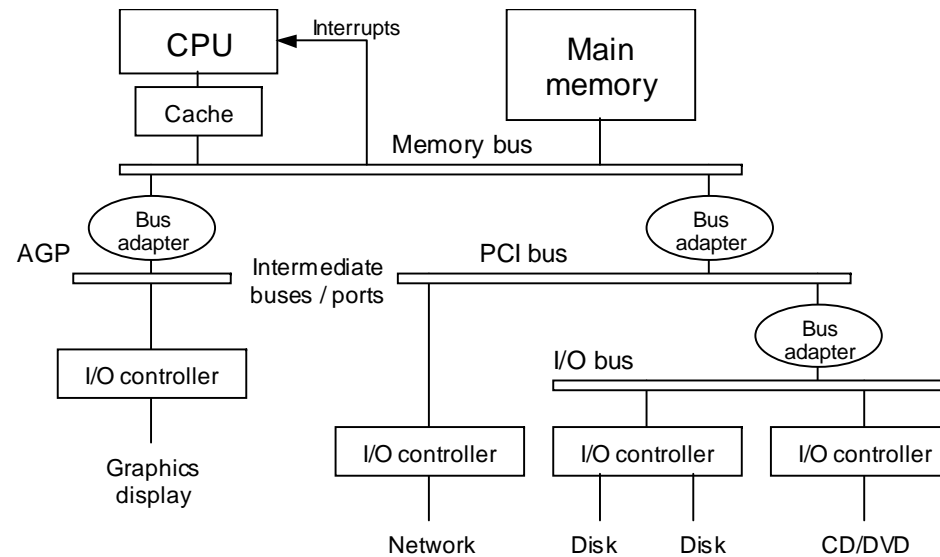 CPU
Interrupts
Main
memory
Cache
Memory bus
Bus
adapter
Bus
adapter
AGP
Intermediate
buses / ports
PCI bus
Bus
adapter
I/O controller
I/O bus
I/O controller
I/O controller
I/O controller
Graphics
display
Network
Disk
Disk
CD/DVD